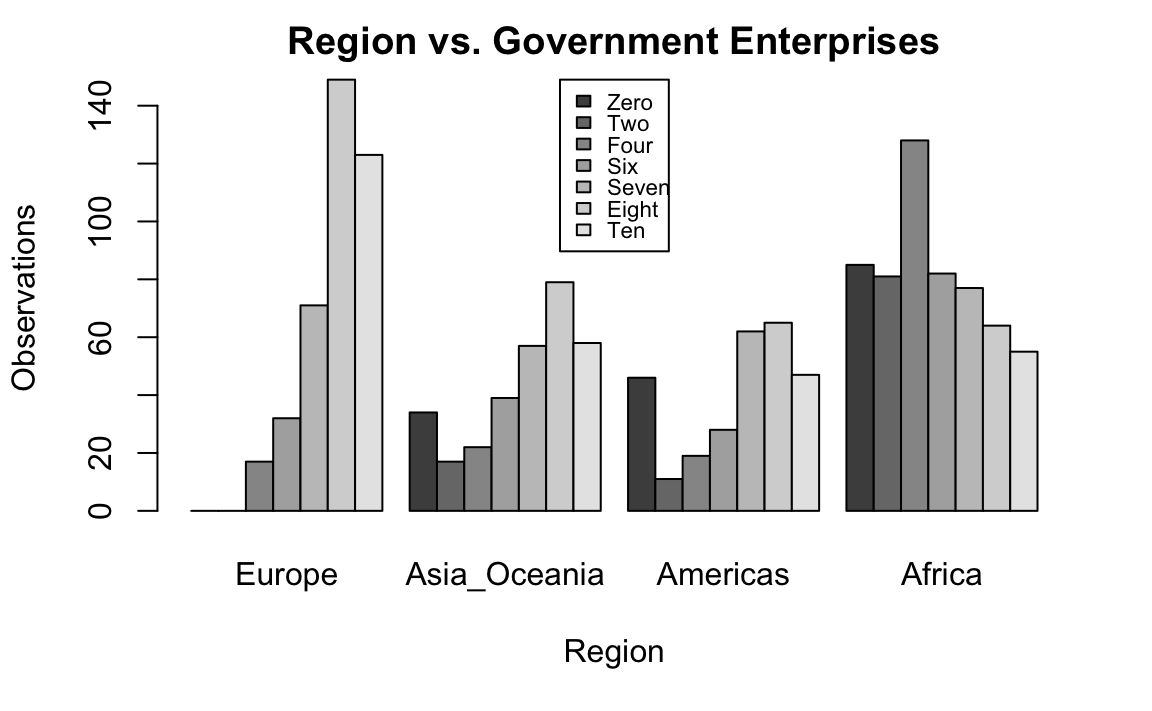 Region vs. Government Enterprises
Zero
Two
Four
Six
Seven
Eight
Ten
Observations
140
100
60
20
0
Europe
Asia_Oceania
Americas
Africa
Region